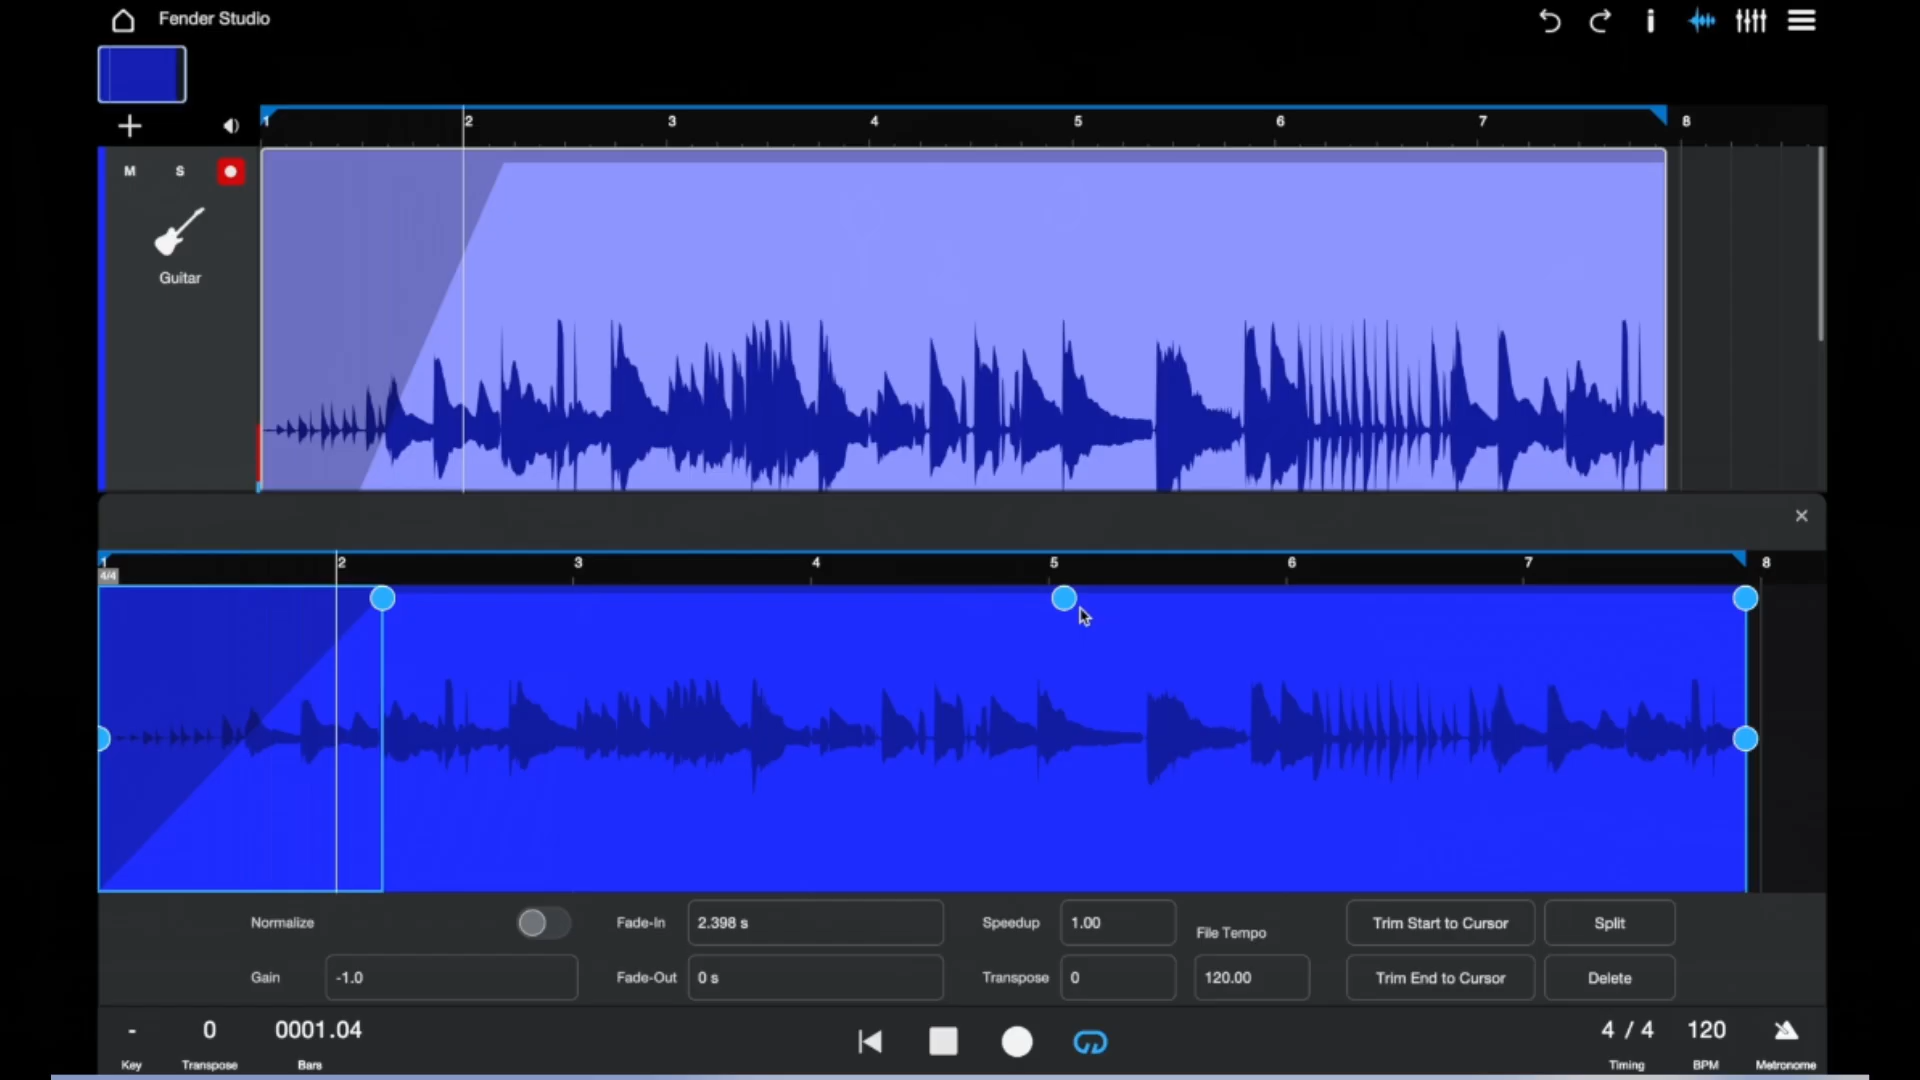 Fender Studio
1 2 3 4 5 6 7 8
M S
Guitar
1 2 3 4 5 6 7 8
4/4
Normalize Fade-In 2.398 s Speedup 1.00 File Tempo Trim Start to Cursor Split
Gain -1.0 Fade-Out 0 s Transpose 0 120.00 Trim End to Cursor Delete
- 0 0001.04 4 / 4 120
Key Transpose Bars Timing BPM Metronome